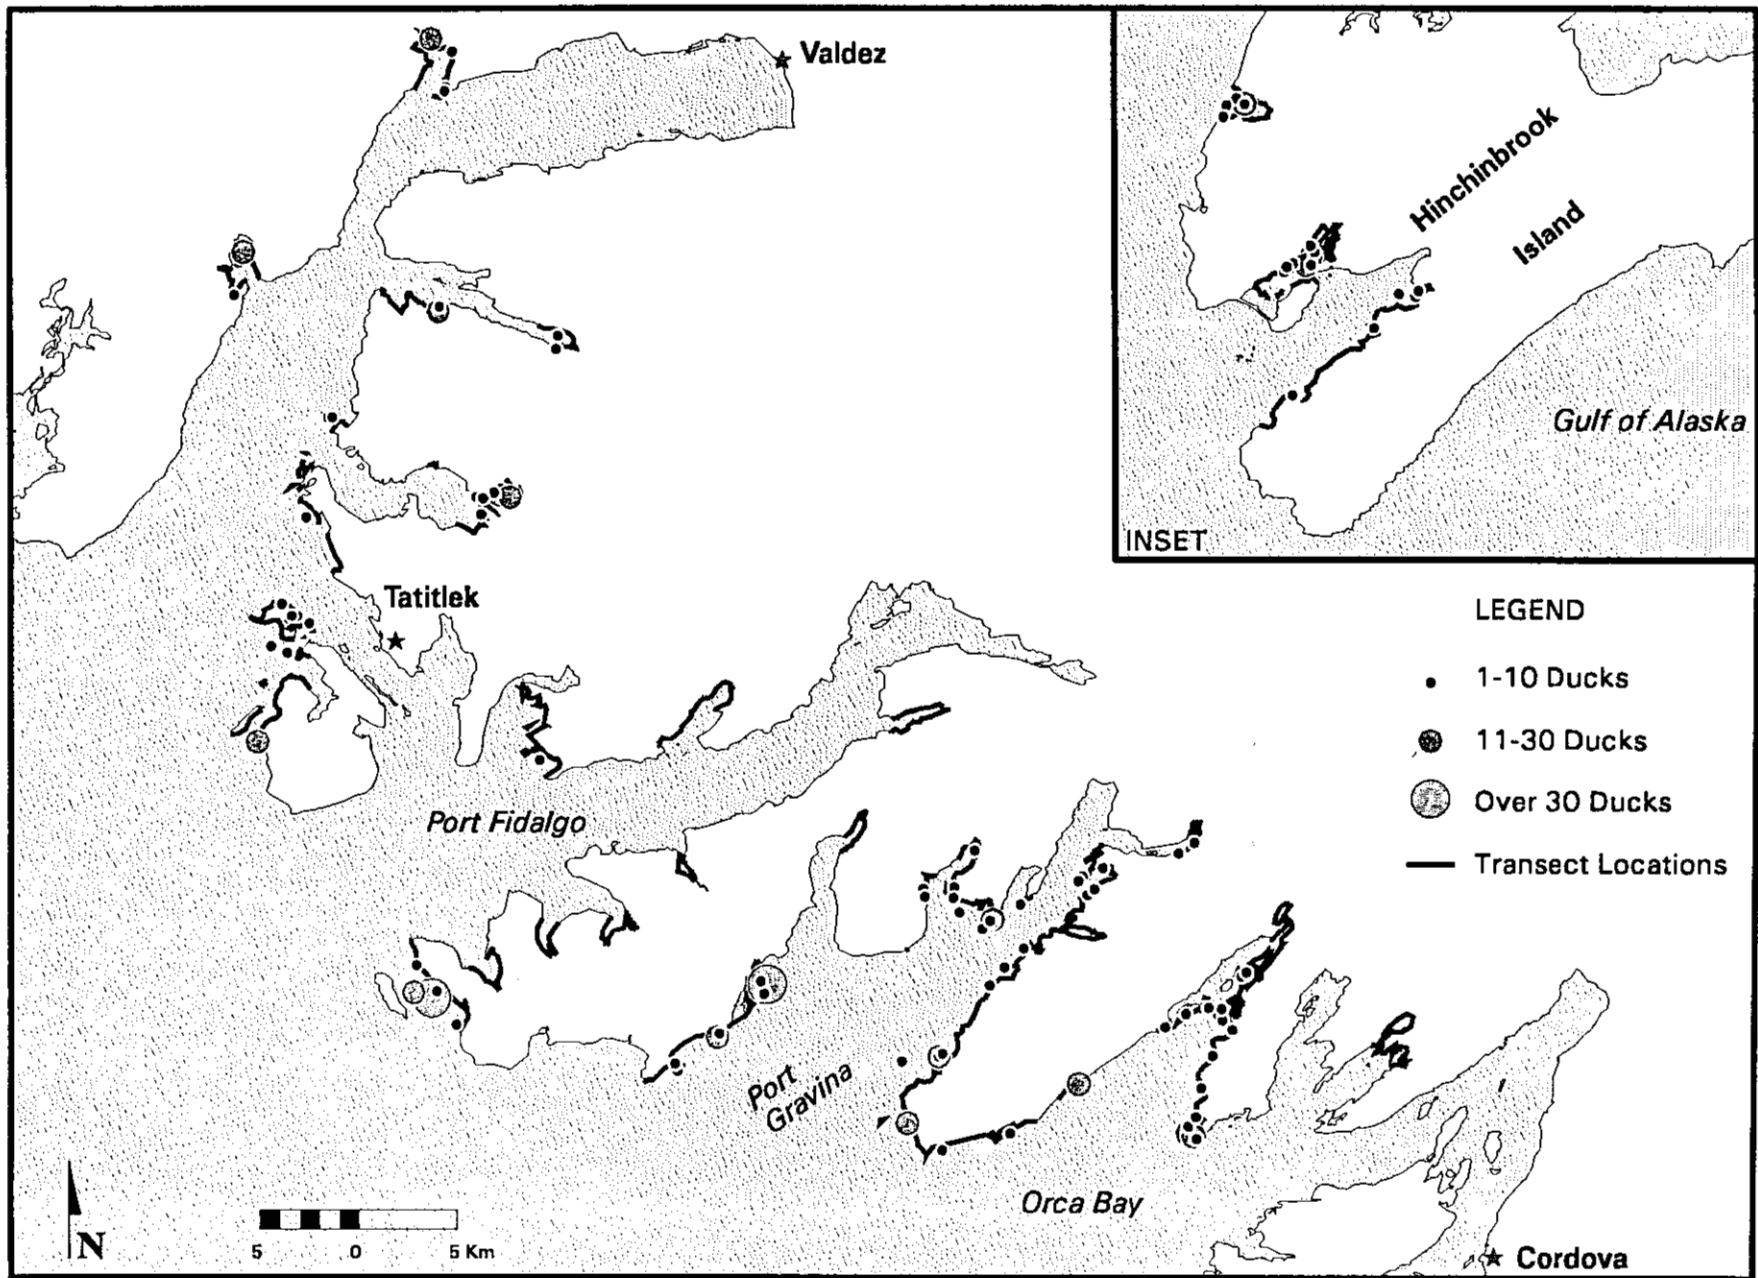 Valdez
Hinchinbrook
Island
Gulf of Alaska
INSET
Tatitlek
LEGEND
1-10 Ducks
11-30 Ducks
Over 30 Ducks
Transect Locations
Port Fidalgo
Port
Gravina
Orca Bay
N
5 0 5 Km
Cordova